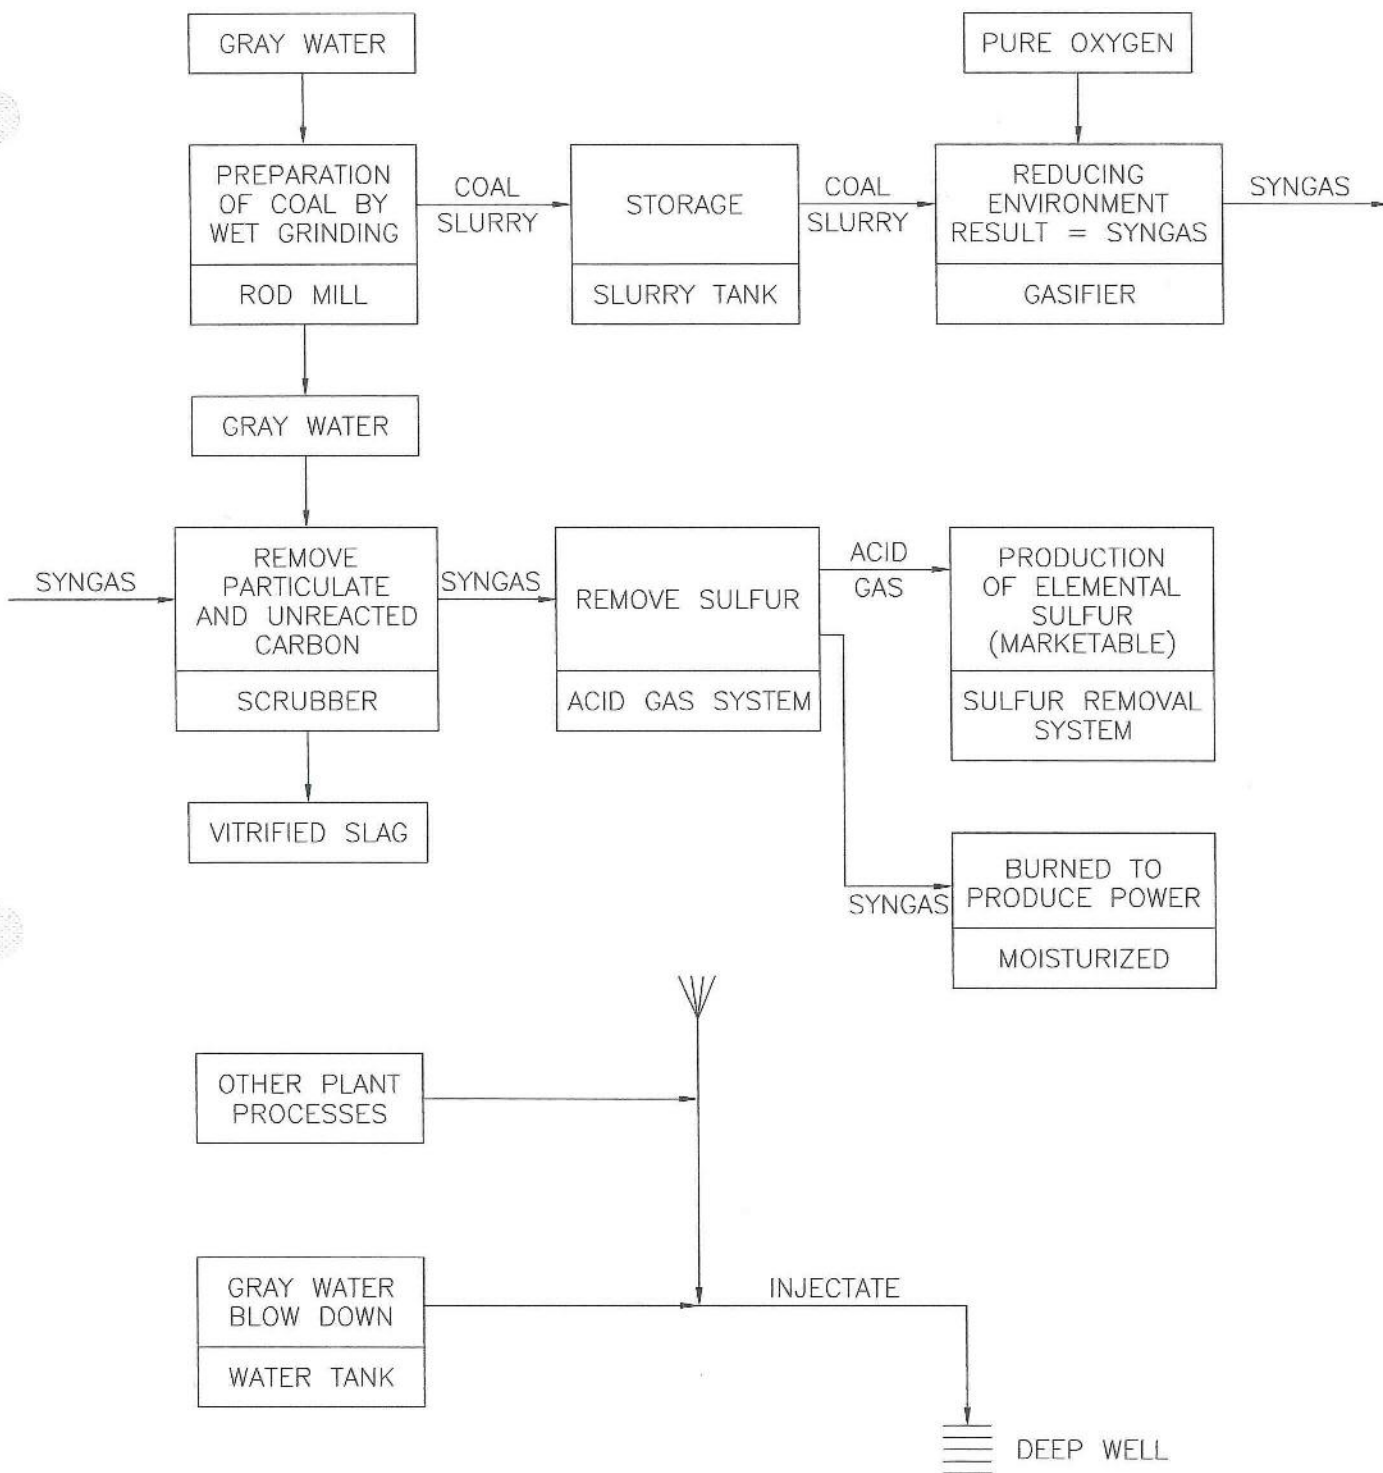 GRAY WATER
PURE OXYGEN
PREPARATION
OF COAL BY
WET GRINDING
ROD MILL
COAL
SLURRY
STORAGE
SLURRY TANK
COAL
SLURRY
REDUCING
ENVIRONMENT
RESULT = SYNGAS
GASIFIER
SYNGAS
GRAY WATER
SYNGAS
REMOVE
PARTICULATE
AND UNREACTED
CARBON
SCRUBBER
SYNGAS
REMOVE SULFUR
ACID GAS SYSTEM
ACID
GAS
PRODUCTION
OF ELEMENTAL
SULFUR
(MARKETABLE)
SULFUR REMOVAL
SYSTEM
VITRIFIED SLAG
SYNGAS
BURNED TO
PRODUCE POWER
MOISTURIZED
OTHER PLANT
PROCESSES
GRAY WATER
BLOW DOWN
WATER TANK
INJECTATE
DEEP WELL